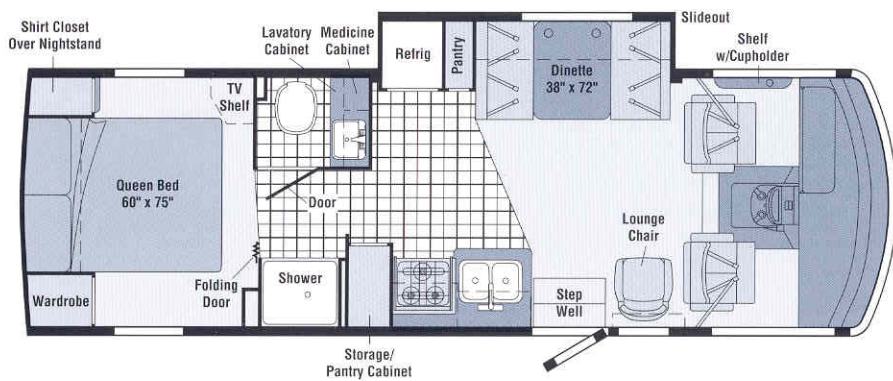 Shirt Closet
Over Nightstand
Lavatory
Cabinet
Medicine
Cabinet
Slideout
Refrig
Pantry
Dinette
38" x 72"
Shelf
w/Cupholder
TV
Shelf
Queen Bed
60" x 75"
Door
Lounge
Chair
Folding
Door
Shower
Wardrobe
Step
Well
Storage/
Pantry Cabinet